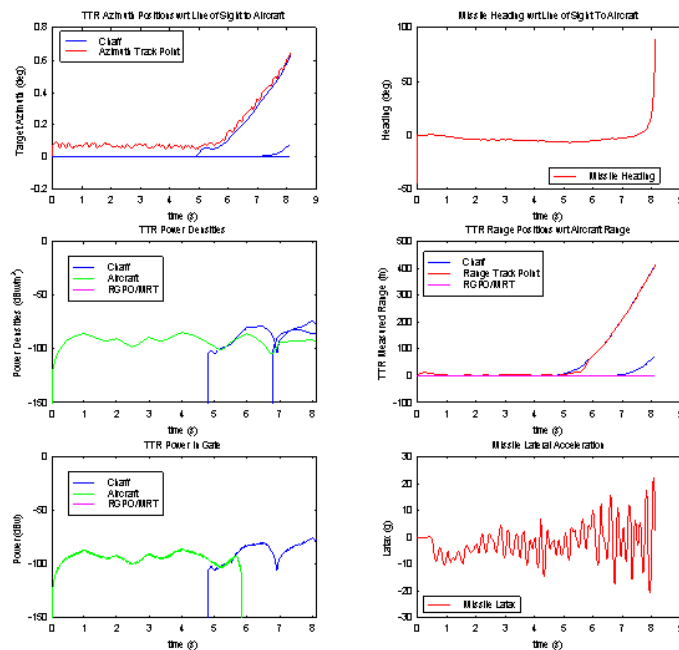 TTR Azimuth Positions wrt Line of Sight to Aircraft
Target Azimuth (deg)
0.8
0.6
0.4
0.2
0
0.2
Chaff
Azimuth Track Point
0 1 2 3 4 5 6 7 8 9
time (s)
Missile Heading wrt Line of Sight To Aircraft
Heading (deg)
100
50
0
-50
Missile Heading
0 1 2 3 4 5 6 7 8 9
time (s)
TTR Power Densities
Power Densities (dBw/m²)
0
-50
-100
-150
Chaff
Aircraft
RGPO/MRT
0 1 2 3 4 5 6 7 8
time (s)
TTR Range Positions wrt Aircraft Range
TTR Measured Range (m)
500
400
300
200
100
0
100
Chaff
Range Track Point
RGPO/MRT
0 1 2 3 4 5 6 7 8 9
time (s)
TTR Power In Gate
Power(dBW)
0
-50
-100
-150
Chaff
Aircraft
RGPO/MRT
0 1 2 3 4 5 6 7 8
time (s)
Missile Lateral Acceleration
Latax (g)
30
20
10
0
-10
-20
-30
Missile Latax
0 1 2 3 4 5 6 7 8 9
time (s)